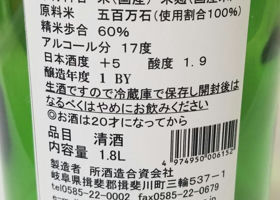 原料米 五百万石(使用割合100%)
精米歩合 60%
アルコール分 17度
日本酒度 +5 酸度 1.9
醸造年度 1 BY
生酒ですので冷蔵庫で保存し開封後は
なるべくはやめにお飲みください
◎お酒は20才になってから
品目 清酒
内容量 1.8L
4 974950 006152
製造者 所酒造合資会社
岐阜県揖斐郡揖斐川町三輪537-1
tel0585-22-0002 fax0585-22-0679